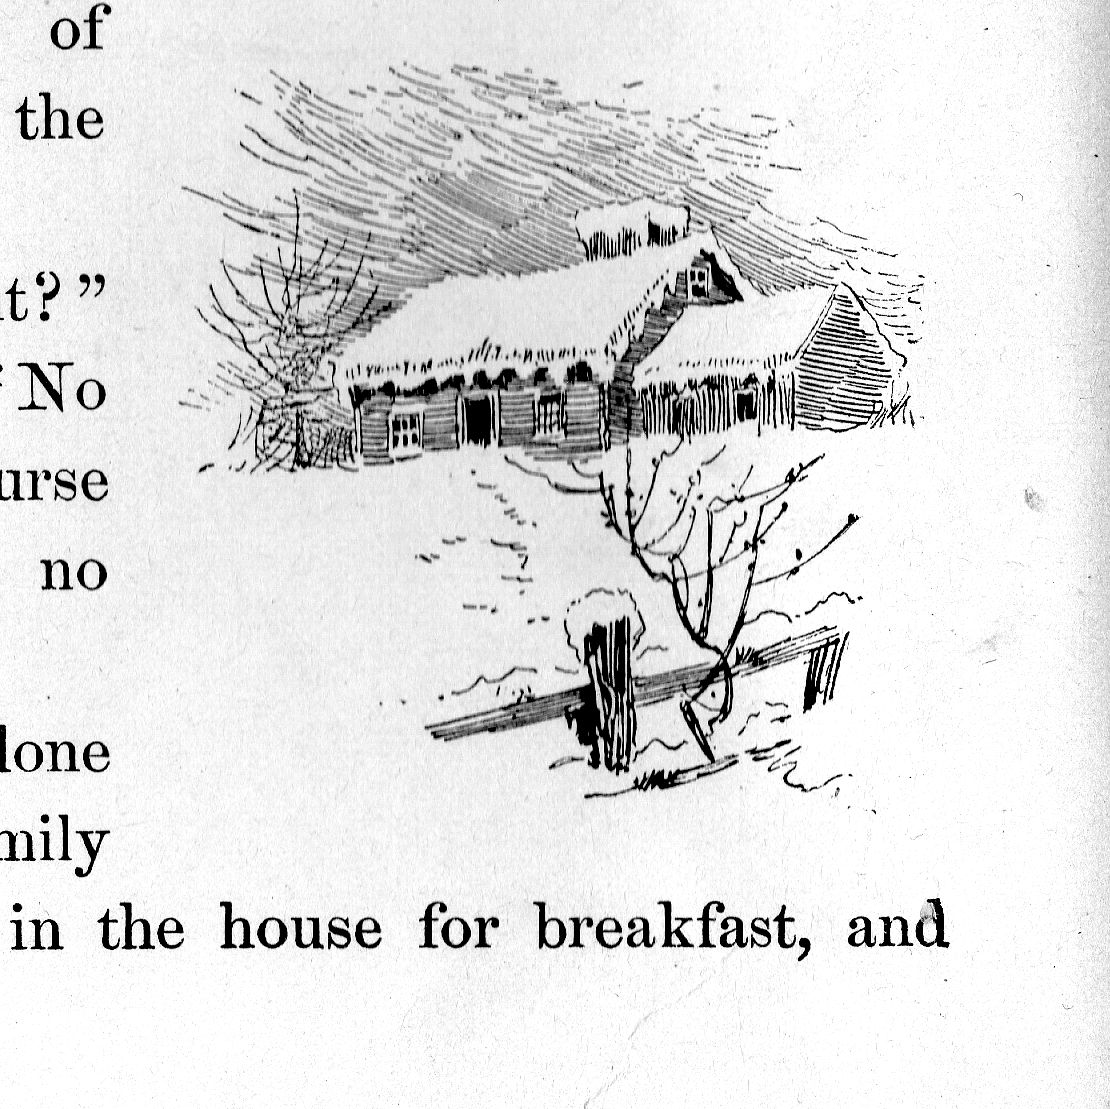 of
the
t? ”
No
urse
no
lone
mily
in the house for breakfast, and